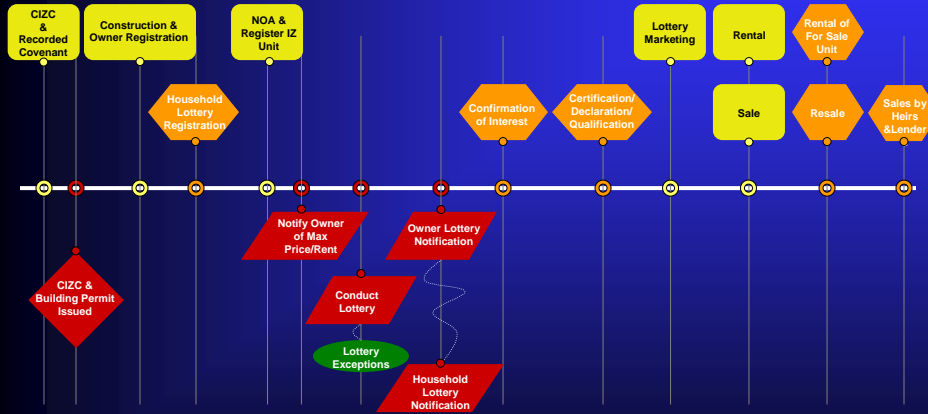 CIZC
&
Recorded
Covenant
Construction &
Owner Registration
NOA &
Register IZ
Unit
Lottery
Marketing
Rental
Rental of
For Sale
Unit
Household
Lottery
Registration
Confirmation
of Interest
Certification/
Declaration/
Qualification
Sale
Resale
Sales by
Heirs
&Lender
Notify Owner
of Max
Price/Rent
Owner Lottery
Notification
CIZC &
Building Permit
Issued
Conduct
Lottery
Lottery
Exceptions
Household
Lottery
Notification